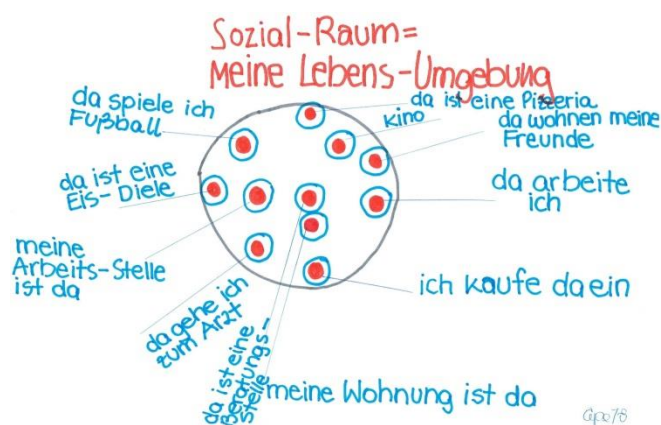 Sozial-Raum=
Meine Lebens-Umgebung
da spiele ich
Fußball
da ist eine Pizzeria
Kino
da wohnen meine
Freunde
da ist eine
Eis-Diele
da arbeite
ich
meine
Arbeits-Stelle
ist da
da gehe ich
zum Arzt
ich kaufe da ein
da ist eine
Beratungs-
Stelle
meine Wohnung ist da